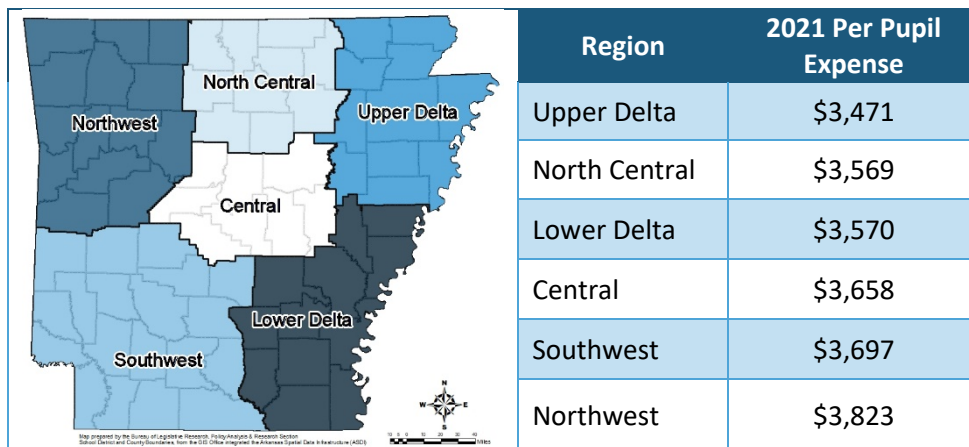 North Central
Northwest
Upper Delta
Central
Lower Delta
Southwest
N
W
E
S
Miles
Map prepared by the Bureau of Legislative Research, Policy Analysis & Research Section.
School District and County Boundaries, from the GIS Office integrated the Arkansas Spatial Data Infrastructure (ASDI)
Region 2021 Per Pupil
Expense
Upper Delta $3,471
North Central $3,569
Lower Delta $3,570
Central $3,658
Southwest $3,697
Northwest $3,823